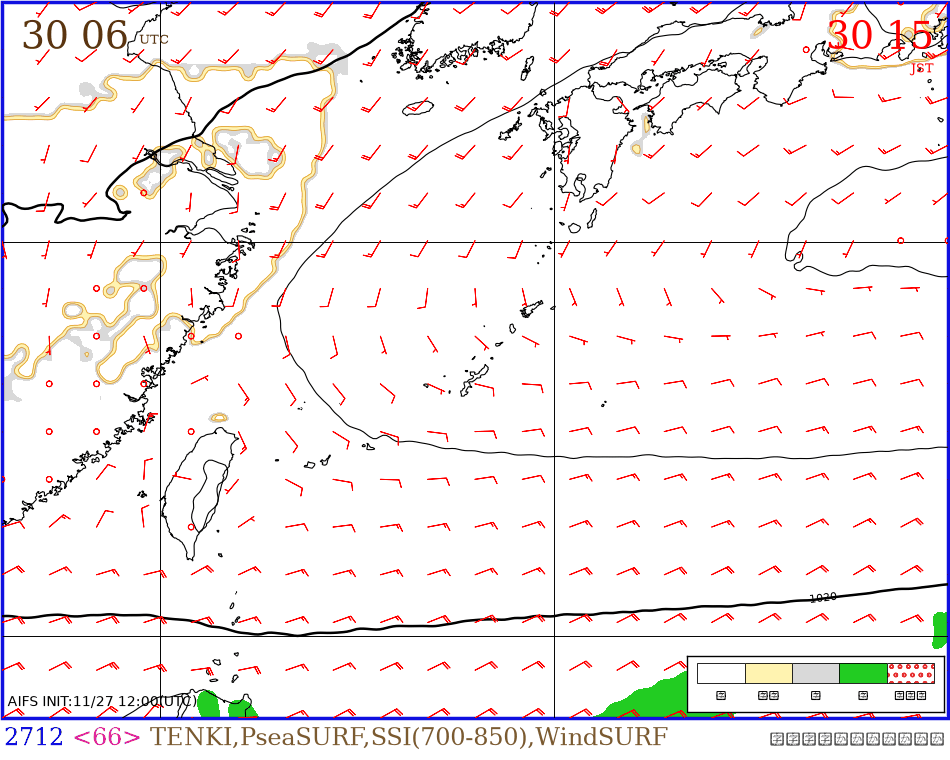 30 06 UTC
30 15
JST
1020
AIFS INIT:11/27 12:00(UTC)
2712 <66> TENKI,PseaSURF,SSI(700-850),WindSURF